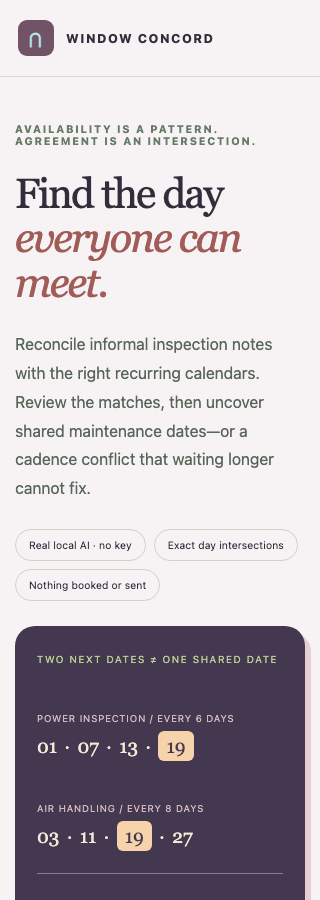 WINDOW CONCORD
AVAILABILITY IS A PATTERN.
AGREEMENT IS AN INTERSECTION.
Find the day
everyone can
meet.
Reconcile informal inspection notes
with the right recurring calendars.
Review the matches, then uncover
shared maintenance dates—or a
cadence conflict that waiting longer
cannot fix.
Real local AI · no key
Exact day intersections
Nothing booked or sent
TWO NEXT DATES ≠ ONE SHARED DATE
POWER INSPECTION / EVERY 6 DAYS
01 · 07 · 13 · 19
AIR HANDLING / EVERY 8 DAYS
03 · 11 · 19 · 27